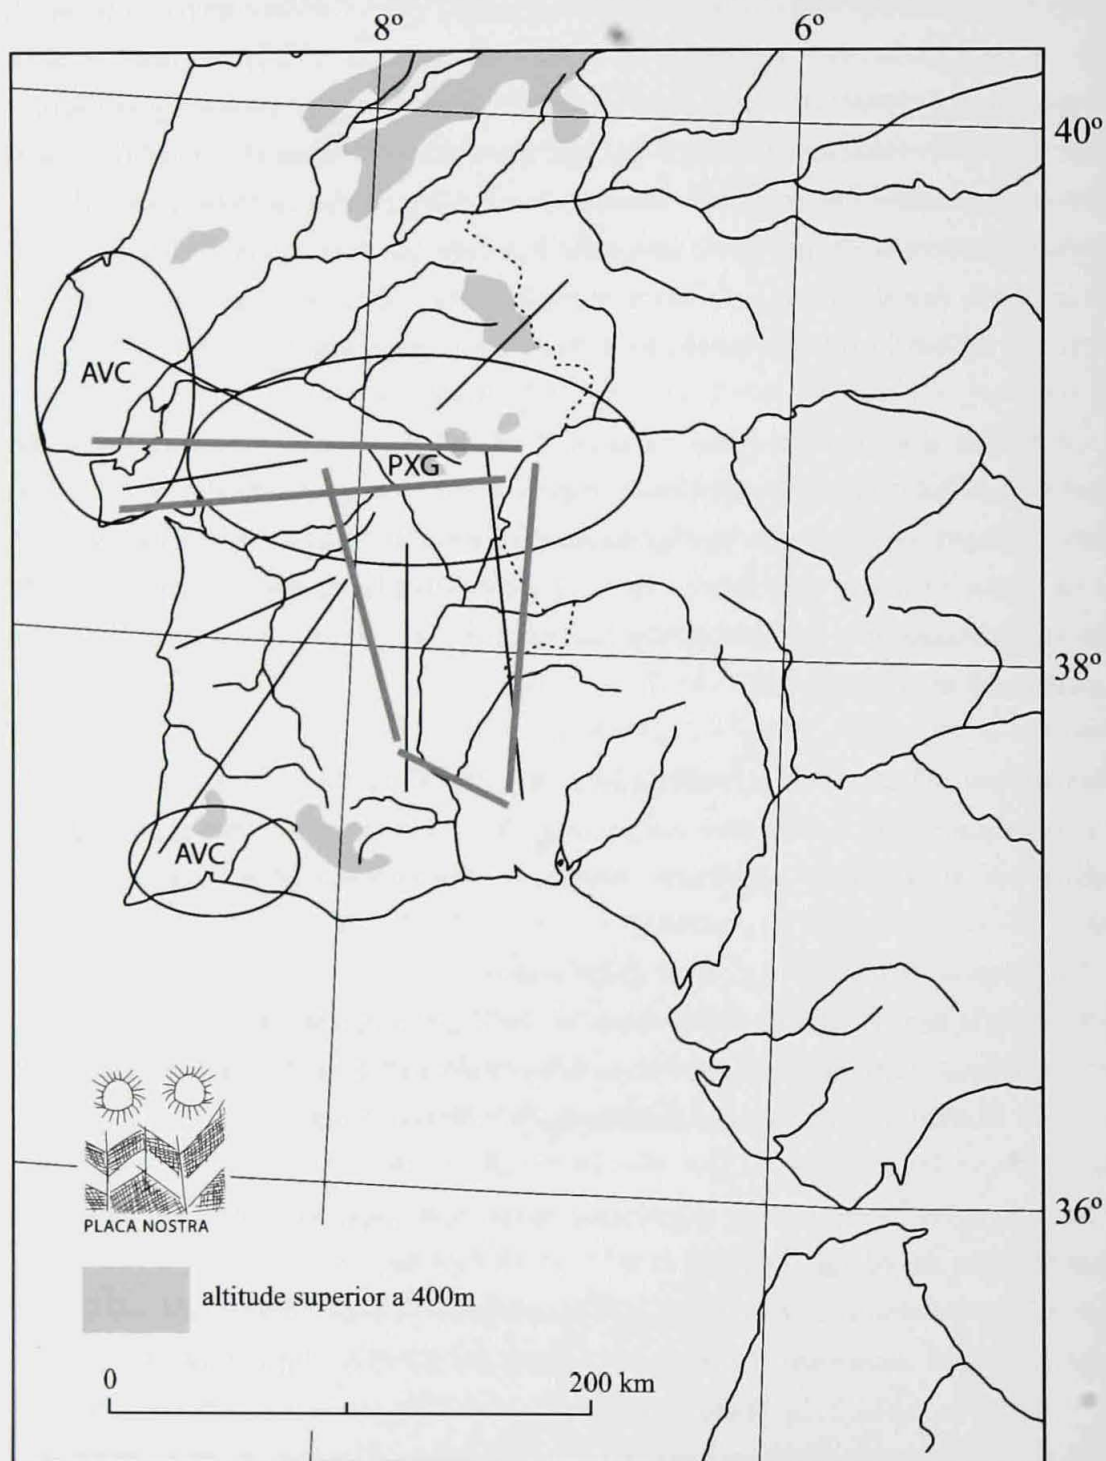 8º
6º
40º
AVC
PXG
38º
AVC
36º
PLACA NOSTRA
altitude superior a 400m
0
200 km